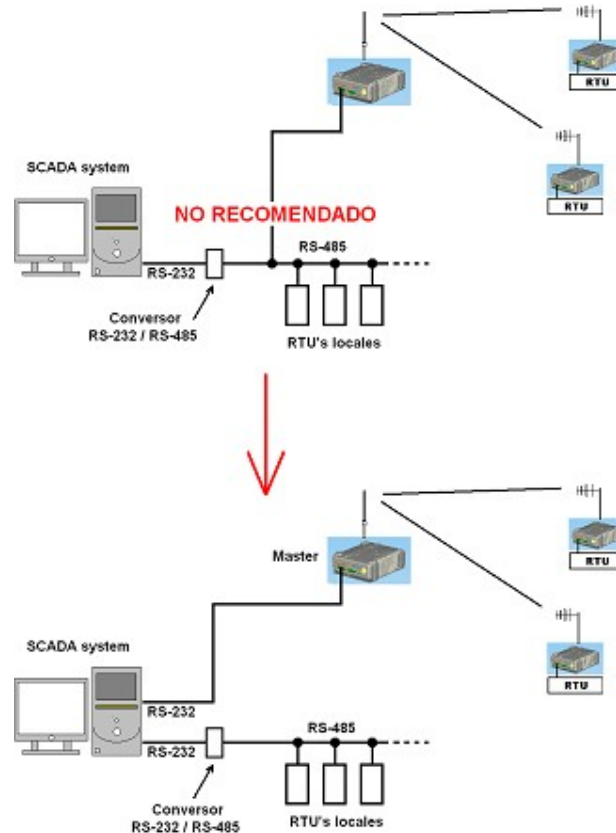 RTU
SCADA system
RTU
NO RECOMENDADO
RS-485
RS-232
Conversor
RS-232 / RS-485
RTU's locales
Master
RTU
SCADA system
RTU
RS-232
RS-485
RS-232
Conversor
RS-232 / RS-485
RTU's locales